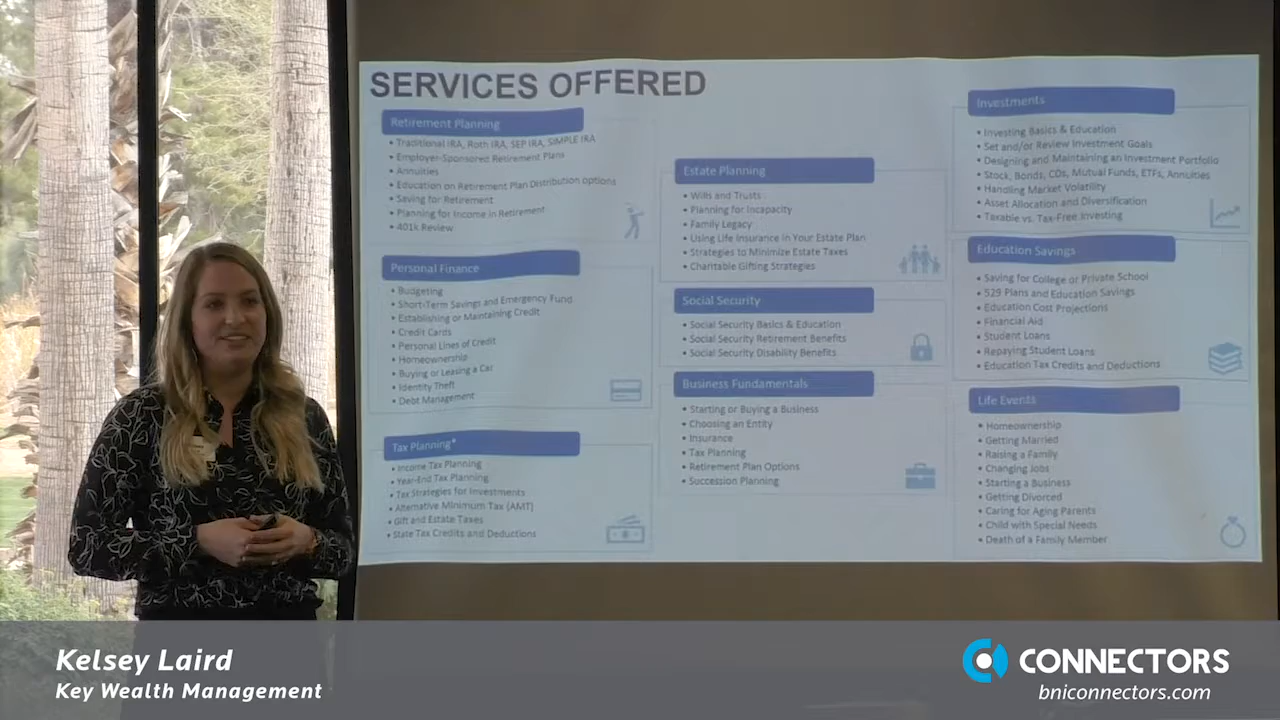 SERVICES OFFERED
Retirement Planning
• Traditional IRA, Roth IRA, SEP IRA, SIMPLE IRA
• Employer-Sponsored Retirement Plans
• Annuities
• Education on Retirement Plan Distribution Options
• Saving for Retirement
• Planning for Income in Retirement
• 401k Review
Personal Finance
• Budgeting
• Short-Term Savings and Emergency Fund
• Establishing or Maintaining Credit
• Credit Cards
• Personal Lines of Credit
• Homeownership
• Buying or Leasing a Car
• Identity Theft
• Debt Management
Tax Planning*
• Income Tax Planning
• Year-End Tax Planning
• Tax Strategies for Investments
• Alternative Minimum Tax (AMT)
• Gift and Estate Taxes
• State Tax Credits and Deductions
Estate Planning
• Wills and Trusts
• Planning for Incapacity
• Family Legacy
• Using Life Insurance in Your Estate Plan
• Strategies to Minimize Estate Taxes
• Charitable Gifting Strategies
Social Security
• Social Security Basics & Education
• Social Security Retirement Benefits
• Social Security Disability Benefits
Business Fundamentals
• Starting or Buying a Business
• Choosing an Entity
• Insurance
• Tax Planning
• Retirement Plan Options
• Succession Planning
Investments
• Investing Basics & Education
• Set and/or Review Investment Goals
• Designing and Maintaining an Investment Portfolio
• Stock, Bonds, CDs, Mutual Funds, ETFs, Annuities
• Handling Market Volatility
• Asset Allocation and Diversification
• Taxable vs. Tax-Free Investing
Education Savings
• Saving for College or Private School
• 529 Plans and Education Savings
• Education Cost Projections
• Financial Aid
• Student Loans
• Repaying Student Loans
• Education Tax Credits and Deductions
Life Events
• Homeownership
• Getting Married
• Raising a Family
• Changing Jobs
• Starting a Business
• Getting Divorced
• Caring for Aging Parents
• Child with Special Needs
• Death of a Family Member
Kelsey Laird
Key Wealth Management
CONNECTORS
bniconnectors.com